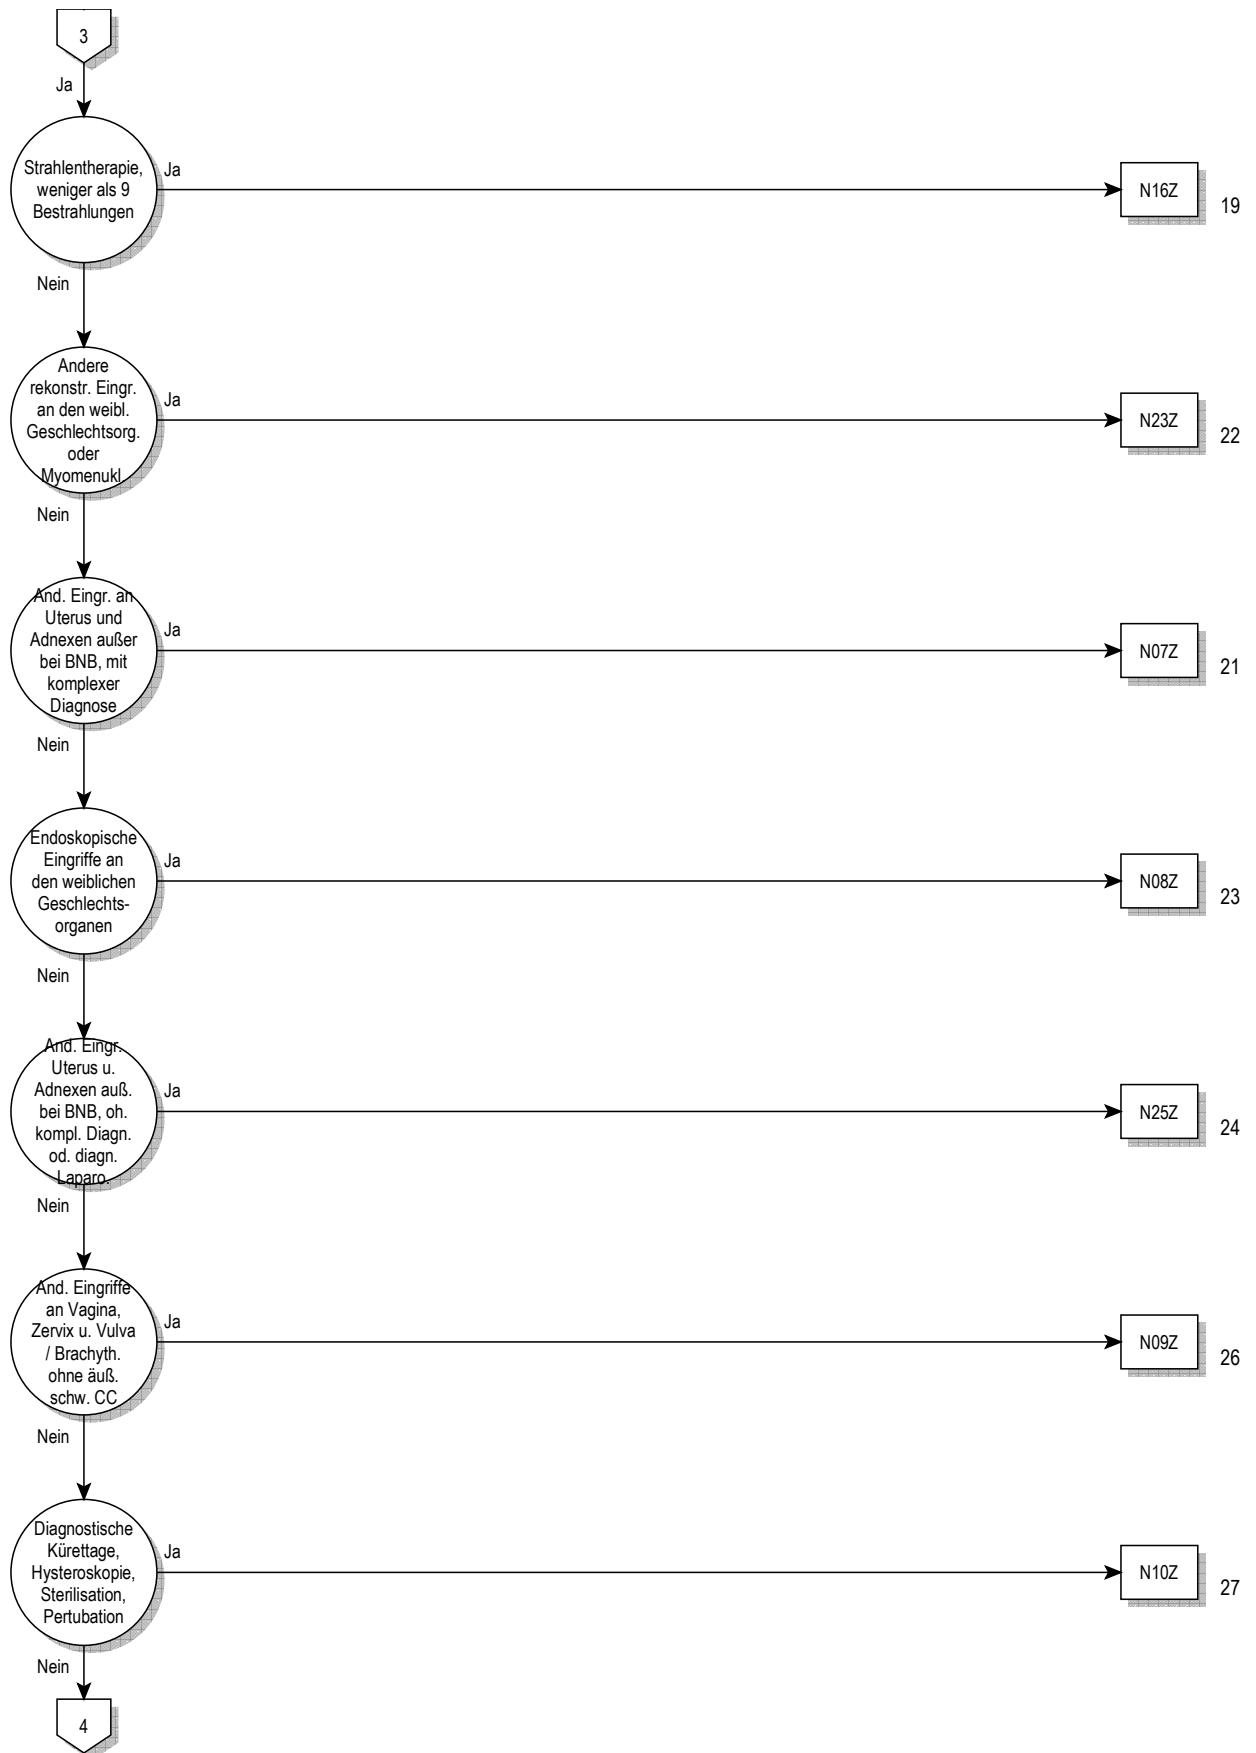 3
Ja
Strahlentherapie,
weniger als 9
Bestrahlungen
Ja
N16Z
19
Nein
Andere
rekonstr. Eingr.
an den weibl.
Geschlechtsorg.
oder
Myomenukl.
Ja
N23Z
22
Nein
And. Eingr. an
Uterus und
Adnexen außer
bei BNB, mit
komplexer
Diagnose
Ja
N07Z
21
Nein
Endoskopische
Eingriffe an
den weiblichen
Geschlechts-
organen
Ja
N08Z
23
Nein
And. Eingr.
Uterus u.
Adnexen auß.
bei BNB, oh.
kompl. Diagn.
od. diagn.
Laparo.
Ja
N25Z
24
Nein
And. Eingriffe
an Vagina,
Zervix u. Vulva
/ Brachyth.
ohne äuß.
schw. CC
Ja
N09Z
26
Nein
Diagnostische
Kürettage,
Hysteroskopie,
Sterilisation,
Pertubation
Ja
N10Z
27
Nein
4